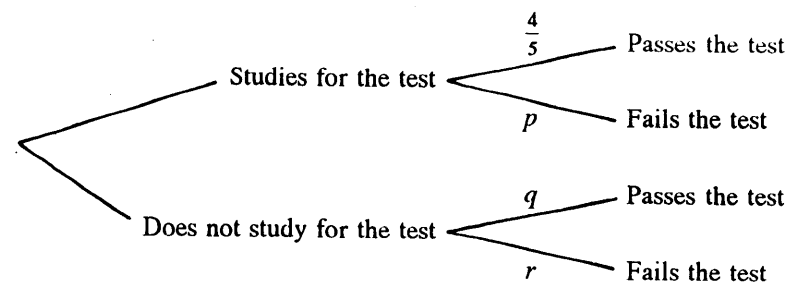 4/5
Passes the test
Studies for the test
p
Fails the test
q
Passes the test
Does not study for the test
r
Fails the test